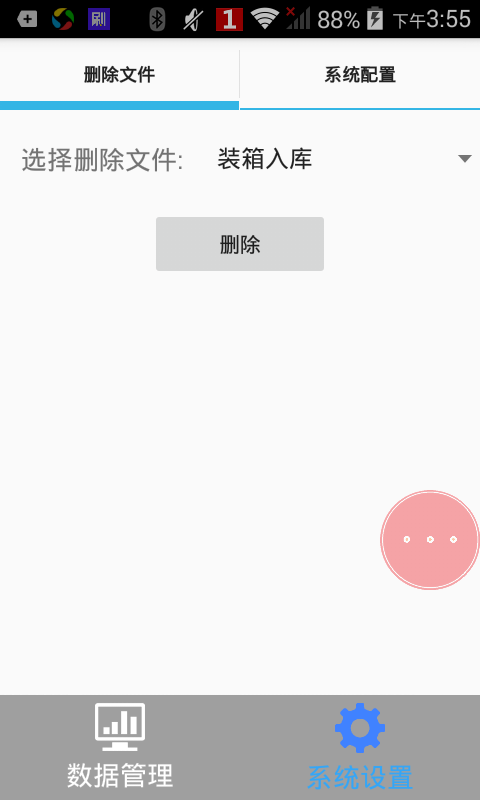 刷 1 88% 下午3:55
删除文件 系统配置
选择删除文件: 装箱入库
删除
数据管理 系统设置